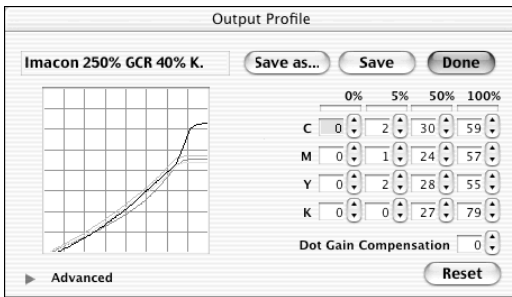 Output Profile
Imacon 250% GCR 40% K.
Save as...
Save
Done
0% 5% 50% 100%
C 0 2 30 59
M 0 1 24 57
Y 0 2 28 55
K 0 0 27 79
Dot Gain Compensation 0
Advanced
Reset